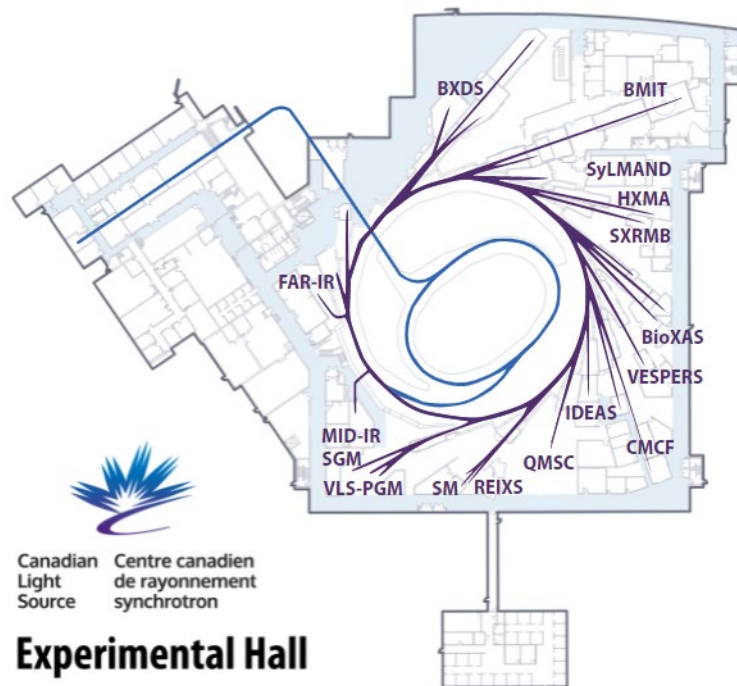 BXDS
BMIT
SyLMAND
HXMA
SXRMB
FAR-IR
BioXAS
VESPERS
IDEAS
MID-IR
SGM
CMCF
QMSC
VLS-PGM
SM
REIXS
Canadian
Light
Source
Centre canadien
de rayonnement
synchrotron
Experimental Hall